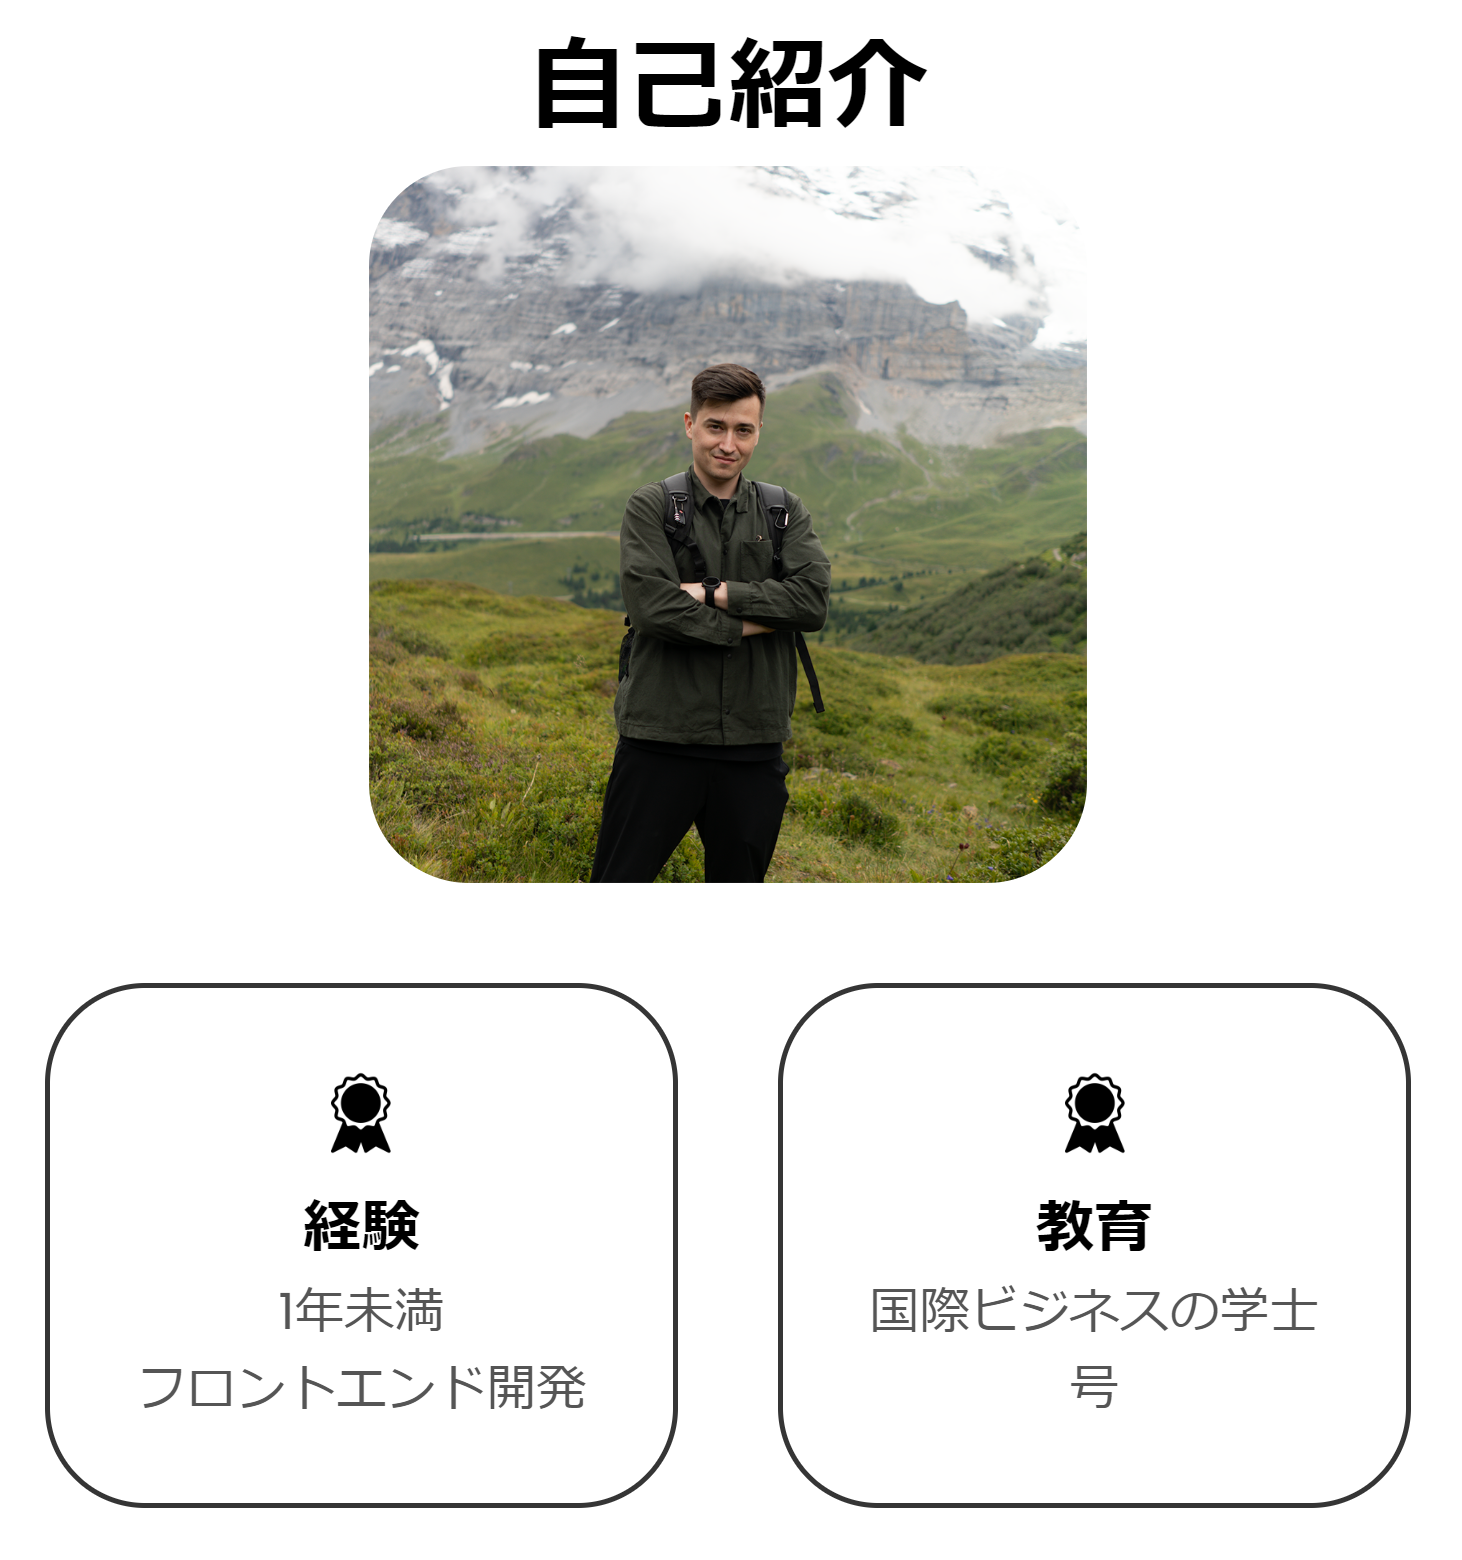 自己紹介
経験
1年未満
フロントエンド開発
教育
国際ビジネスの学士
号